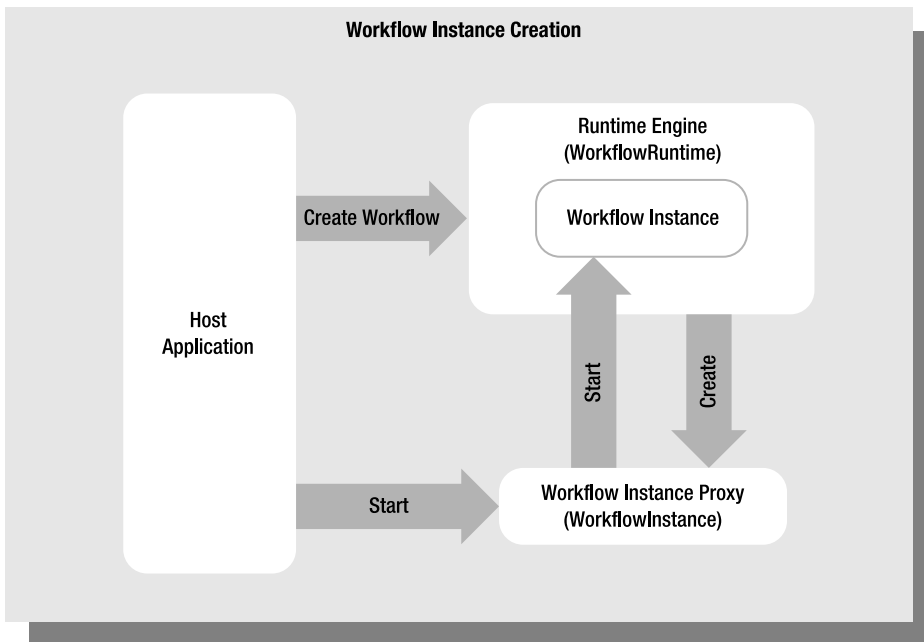 Workflow Instance Creation
Runtime Engine
(WorkflowRuntime)
Create Workflow
Workflow Instance
Host
Application
Start
Create
Start
Workflow Instance Proxy
(WorkflowInstance)